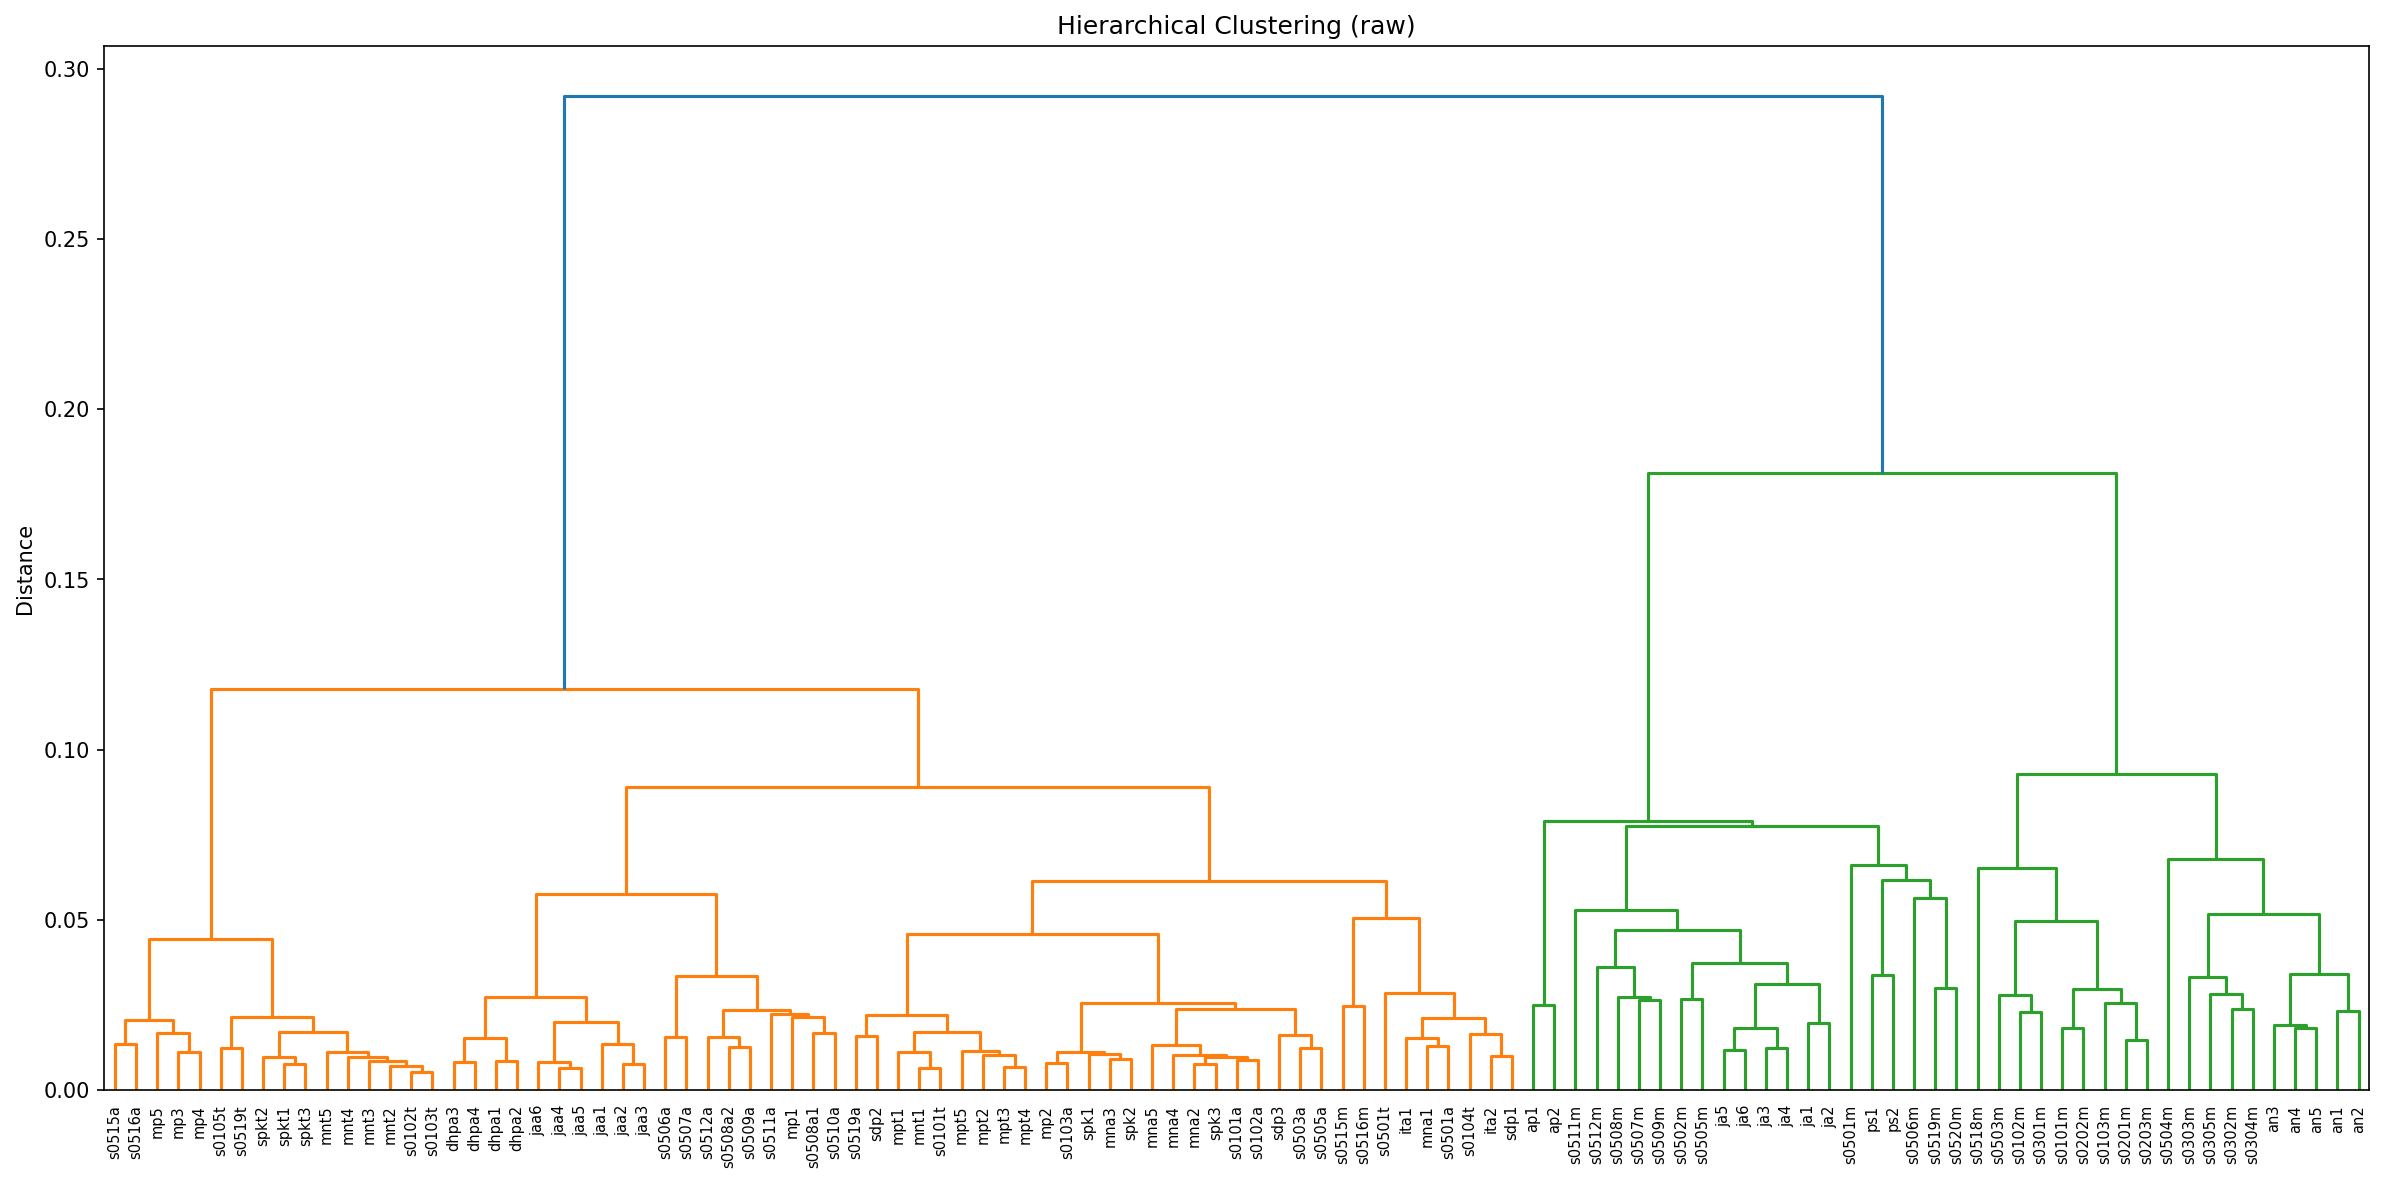 Hierarchical Clustering (raw)
0.30
0.25
0.20
0.15
0.10
0.05
0.00
Distance
s0515a
s0516a
mp5
mp3
mp4
s0105t
s0519t
spkt2
spkt1
spkt3
mnt5
mnt4
mnt3
mnt2
s0102t
s0103t
dhpa3
dhpa4
dhpa1
dhpa2
jaa6
jaa4
jaa5
jaa1
jaa2
jaa3
s0506a
s0507a
s0512a
s0508a2
s0509a
s0511a
mp1
s0508a1
s0510a
s0519a
sdp2
mpt1
mnt1
s0101t
mpt5
mpt2
mpt3
mpt4
mp2
s0103a
spk1
mna3
spk2
mna5
mna4
mna2
spk3
s0101a
s0102a
sdp3
s0503a
s0505a
s0515m
s0516m
s0501t
ita1
mna1
s0501a
s0104t
ita2
sdp1
ap1
ap2
s0511m
s0512m
s0508m
s0507m
s0509m
s0502m
s0505m
ja5
ja6
ja3
ja4
ja1
ja2
s0501m
ps1
ps2
s0506m
s0519m
s0520m
s0518m
s0503m
s0102m
s0301m
s0101m
s0202m
s0103m
s0201m
s0203m
s0504m
s0303m
s0305m
s0302m
s0304m
an3
an4
an5
an1
an2